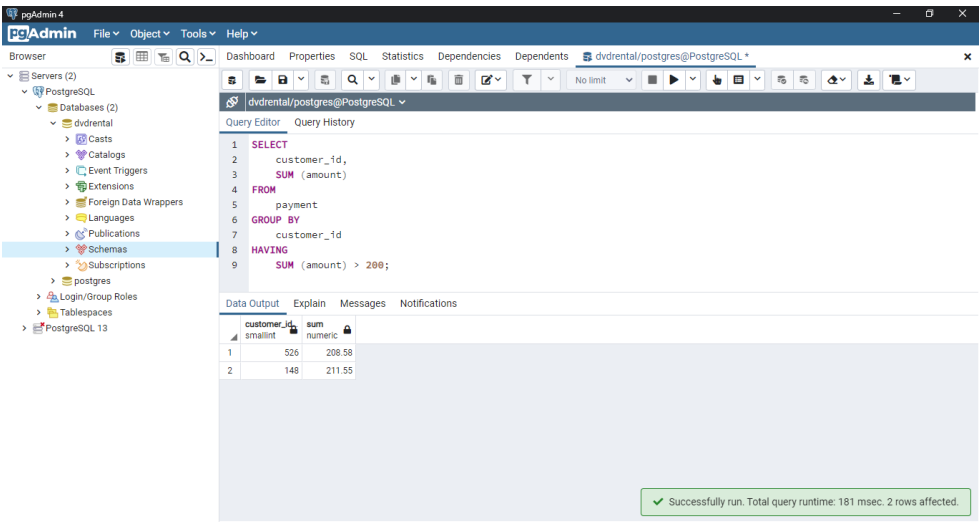 pgAdmin 4
pgAdmin File Object Tools Help
Browser
Dashboard Properties SQL Statistics Dependencies Dependents dvdrental/postgres@PostgreSQL *
Servers (2)
PostgreSQL
Databases (2)
dvdrental
Casts
Catalogs
Event Triggers
Extensions
Foreign Data Wrappers
Languages
Publications
Schemas
Subscriptions
postgres
Login/Group Roles
Tablespaces
PostgreSQL 13
No limit
dvdrental/postgres@PostgreSQL
Query Editor Query History
1 SELECT
2 customer_id,
3 SUM (amount)
4 FROM
5 payment
6 GROUP BY
7 customer_id
8 HAVING
9 SUM (amount) > 200;
Data Output Explain Messages Notifications
customer_id sum
smallint numeric
1 526 208.58
2 148 211.55
Successfully run. Total query runtime: 181 msec. 2 rows affected.